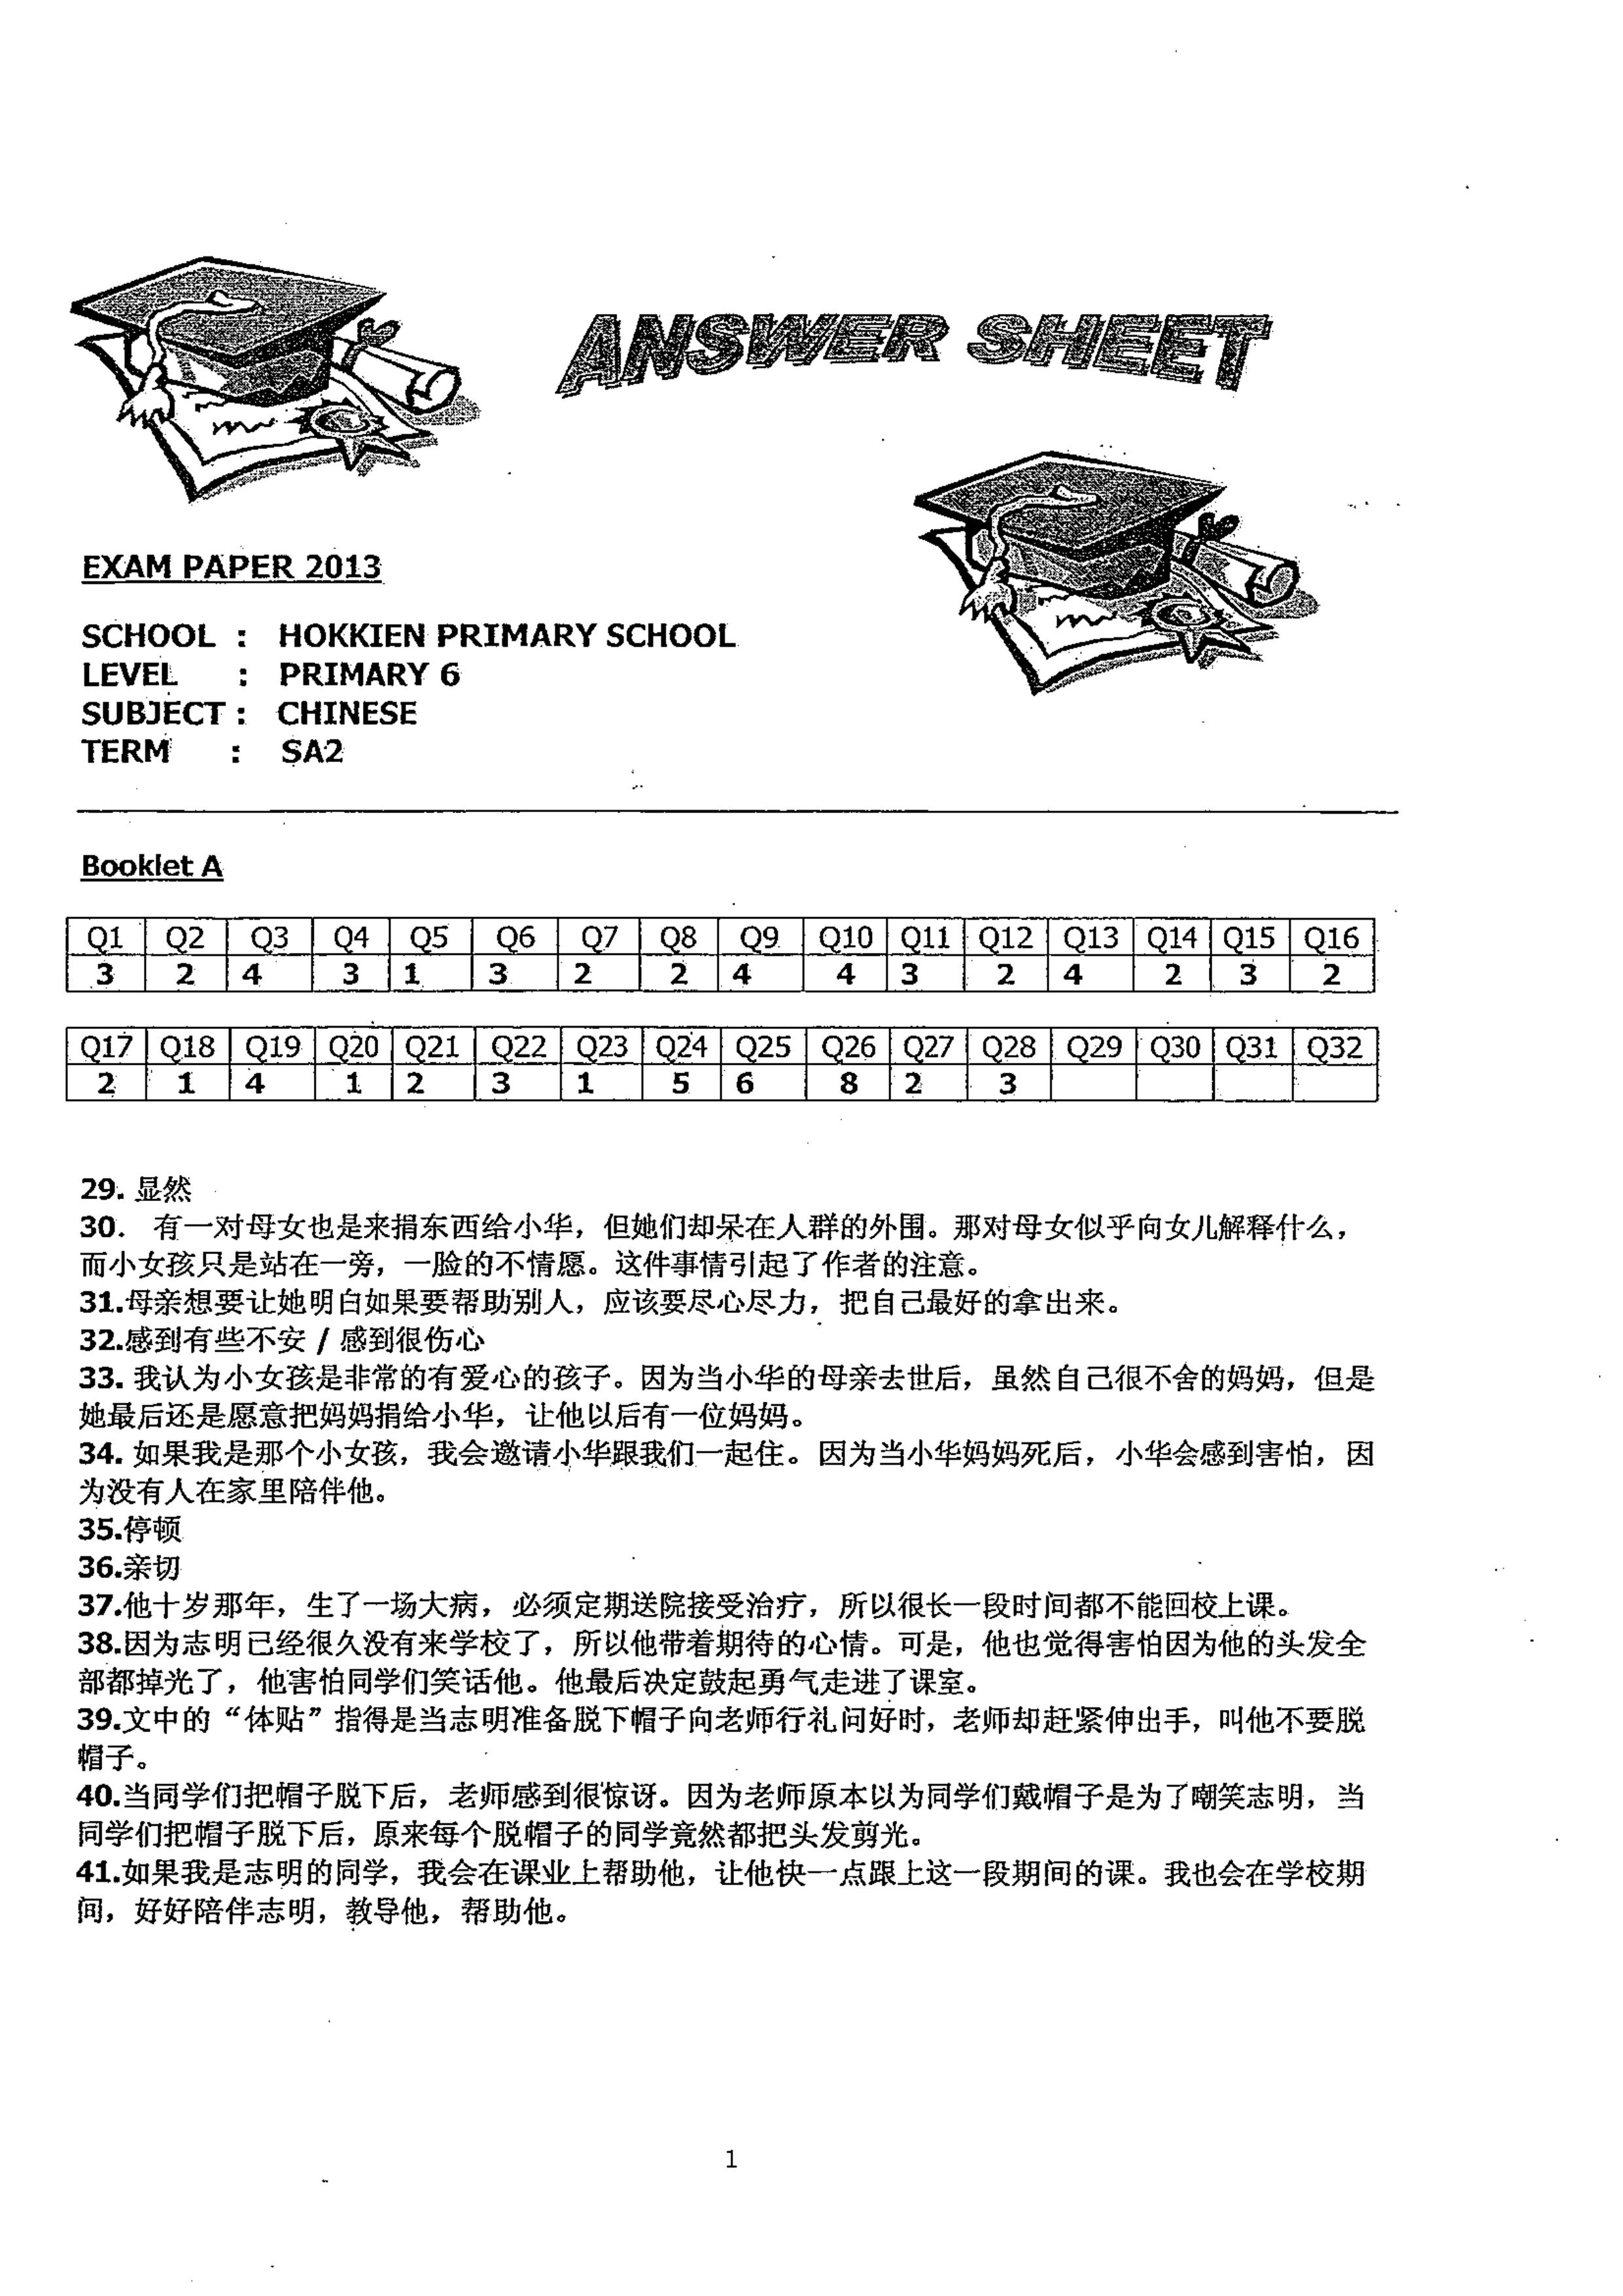 ANSWER SHEET
EXAM PAPER 2013
SCHOOL : HOKKIEN PRIMARY SCHOOL
LEVEL : PRIMARY 6
SUBJECT : CHINESE
TERM : SA2
Booklet A
Q1 Q2 Q3 Q4 Q5 Q6 Q7 Q8 Q9 Q10 Q11 Q12 Q13 Q14 Q15 Q16
3 2 4 3 1 3 2 2 4 4 3 2 4 2 3 2
Q17 Q18 Q19 Q20 Q21 Q22 Q23 Q24 Q25 Q26 Q27 Q28 Q29 Q30 Q31 Q32
2 1 4 1 2 3 1 5 6 8 2 3
29. 显然
30. 有一对母女也是来捐东西给小华，但她们却呆在人群的外围。那对母女似乎向女儿解释什么，
而小女孩只是站在一旁，一脸的不情愿。这件事情引起了作者的注意。
31.母亲想要让她明白如果要帮助别人，应该要尽心尽力，把自己最好的拿出来。
32.感到有些不安 / 感到很伤心
33. 我认为小女孩是非常的有爱心的孩子。因为当小华的母亲去世后，虽然自己很不舍的妈妈，但是
她最后还是愿意把妈妈捐给小华，让他以后有一位妈妈。
34. 如果我是那个小女孩，我会邀请小华跟我们一起住。因为当小华妈妈死后，小华会感到害怕，因
为没有人在家里陪伴他。
35.停顿
36.亲切
37.他十岁那年，生了一场大病，必须定期送院接受治疗，所以很长一段时间都不能回校上课。
38.因为志明已经很久没有来学校了，所以他带着期待的心情。可是，他也觉得害怕因为他的头发全
部都掉光了，他害怕同学们笑话他。他最后决定鼓起勇气走进了课室。
39.文中的“体贴”指得是当志明准备脱下帽子向老师行礼问好时，老师却赶紧伸出手，叫他不要脱
帽子。
40.当同学们把帽子脱下后，老师感到很惊讶。因为老师原本以为同学们戴帽子是为了嘲笑志明，当
同学们把帽子脱下后，原来每个脱帽子的同学竟然都把头发剪光。
41.如果我是志明的同学，我会在课业上帮助他，让他快一点跟上这一段期间的课。我也会在学校期
间，好好陪伴志明，教导他，帮助他。
1